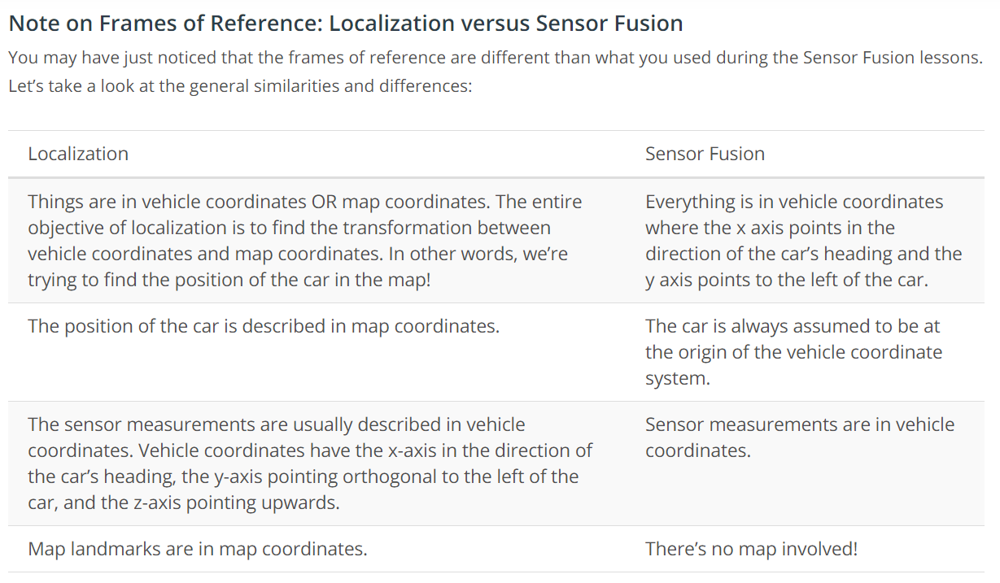 Note on Frames of Reference: Localization versus Sensor Fusion
You may have just noticed that the frames of reference are different than what you used during the Sensor Fusion lessons.
Let’s take a look at the general similarities and differences:
Localization
Sensor Fusion
Things are in vehicle coordinates OR map coordinates. The entire
objective of localization is to find the transformation between
vehicle coordinates and map coordinates. In other words, we’re
trying to find the position of the car in the map!
Everything is in vehicle coordinates
where the x axis points in the
direction of the car’s heading and the
y axis points to the left of the car.
The position of the car is described in map coordinates.
The car is always assumed to be at
the origin of the vehicle coordinate
system.
The sensor measurements are usually described in vehicle
coordinates. Vehicle coordinates have the x-axis in the direction of
the car’s heading, the y-axis pointing orthogonal to the left of the
car, and the z-axis pointing upwards.
Sensor measurements are in vehicle
coordinates.
Map landmarks are in map coordinates.
There’s no map involved!